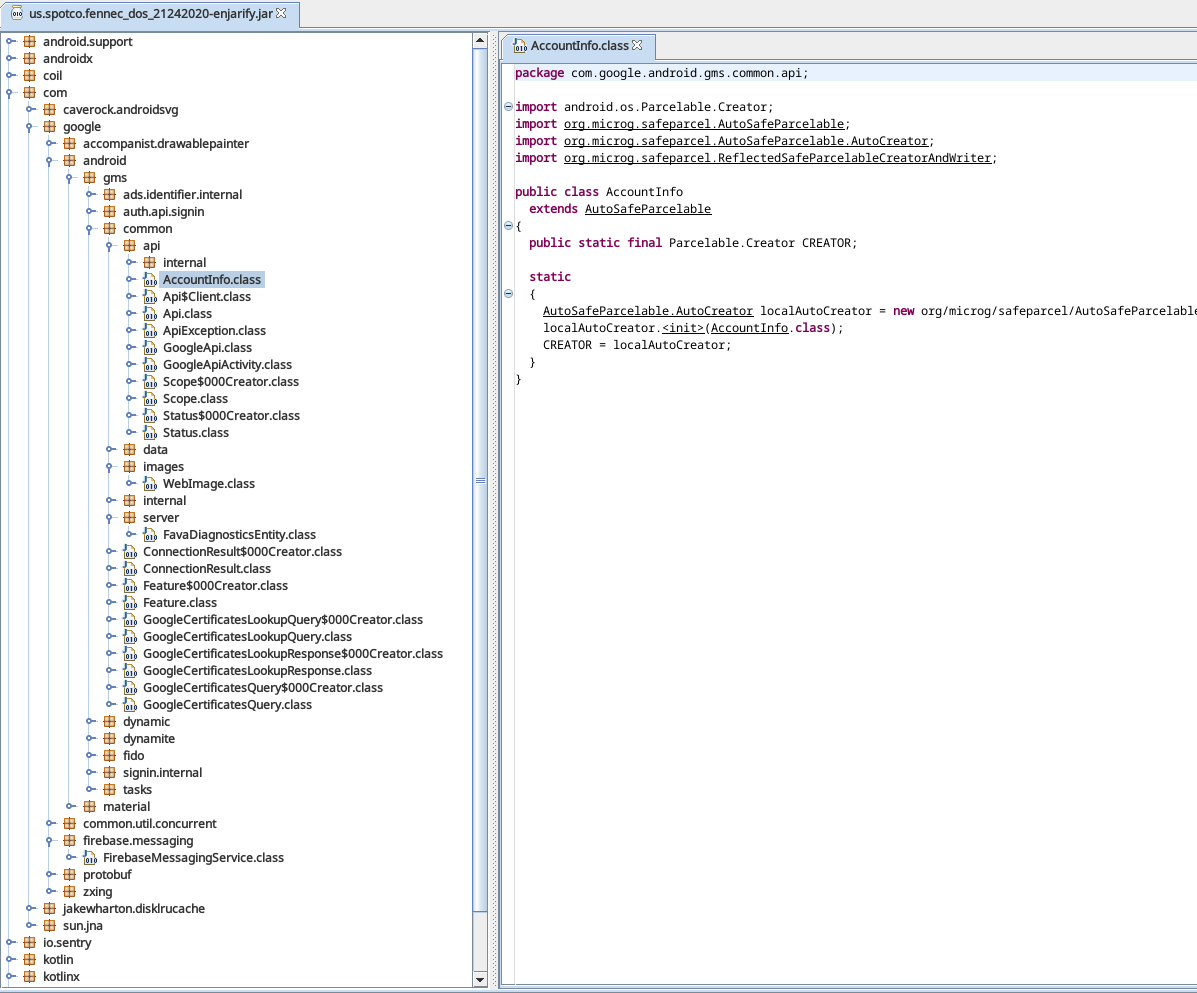 us.spotco.fennec_dos_21242020-enjarify.jar
android.support
androidx
coil
com
caverock.androidsvg
google
accompanist.drawablepainter
android
gms
ads.identifier.internal
auth.api.signin
common
api
internal
AccountInfo.class
Api$Client.class
Api.class
ApiException.class
GoogleApi.class
GoogleApiActivity.class
Scope$000Creator.class
Scope.class
Status$000Creator.class
Status.class
data
images
WebImage.class
internal
server
FavaDiagnosticsEntity.class
ConnectionResult$000Creator.class
ConnectionResult.class
Feature$000Creator.class
Feature.class
GoogleCertificatesLookupQuery$000Creator.class
GoogleCertificatesLookupQuery.class
GoogleCertificatesLookupResponse$000Creator.class
GoogleCertificatesLookupResponse.class
GoogleCertificatesQuery$000Creator.class
GoogleCertificatesQuery.class
dynamic
dynamite
fido
signin.internal
tasks
material
common.util.concurrent
firebase.messaging
FirebaseMessagingService.class
protobuf
zxing
jakewharton.disklrucache
sun.jna
io.sentry
kotlin
kotlinx
AccountInfo.class
package com.google.android.gms.common.api;
import android.os.Parcelable.Creator;
import org.microg.safeparcel.AutoSafeParcelable;
import org.microg.safeparcel.AutoSafeParcelable.AutoCreator;
import org.microg.safeparcel.ReflectedSafeParcelableCreatorAndWriter;
public class AccountInfo
extends AutoSafeParcelable
{
public static final Parcelable.Creator CREATOR;
static
{
AutoSafeParcelable.AutoCreator localAutoCreator = new org/microg/safeparcel/AutoSafeParcelable
localAutoCreator.<init>(AccountInfo.class);
CREATOR = localAutoCreator;
}
}